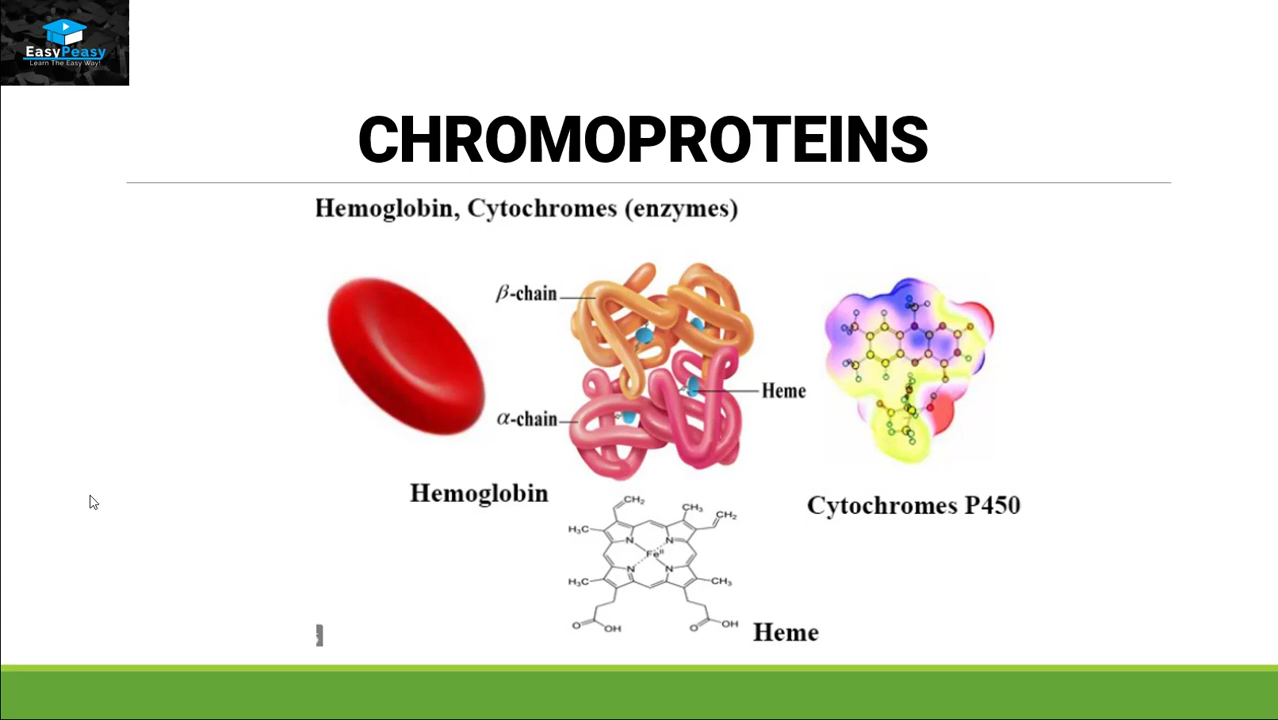 EasyPeasy
Learn The Easy Way!
CHROMOPROTEINS
Hemoglobin, Cytochromes (enzymes)
β-chain
Heme
α-chain
Hemoglobin
Cytochromes P450
CH₂
CH₃
CH₂
H₃C
N
N
Feᴵᴵ
N
N
H₃C
CH₃
O
OH
O
OH
Heme